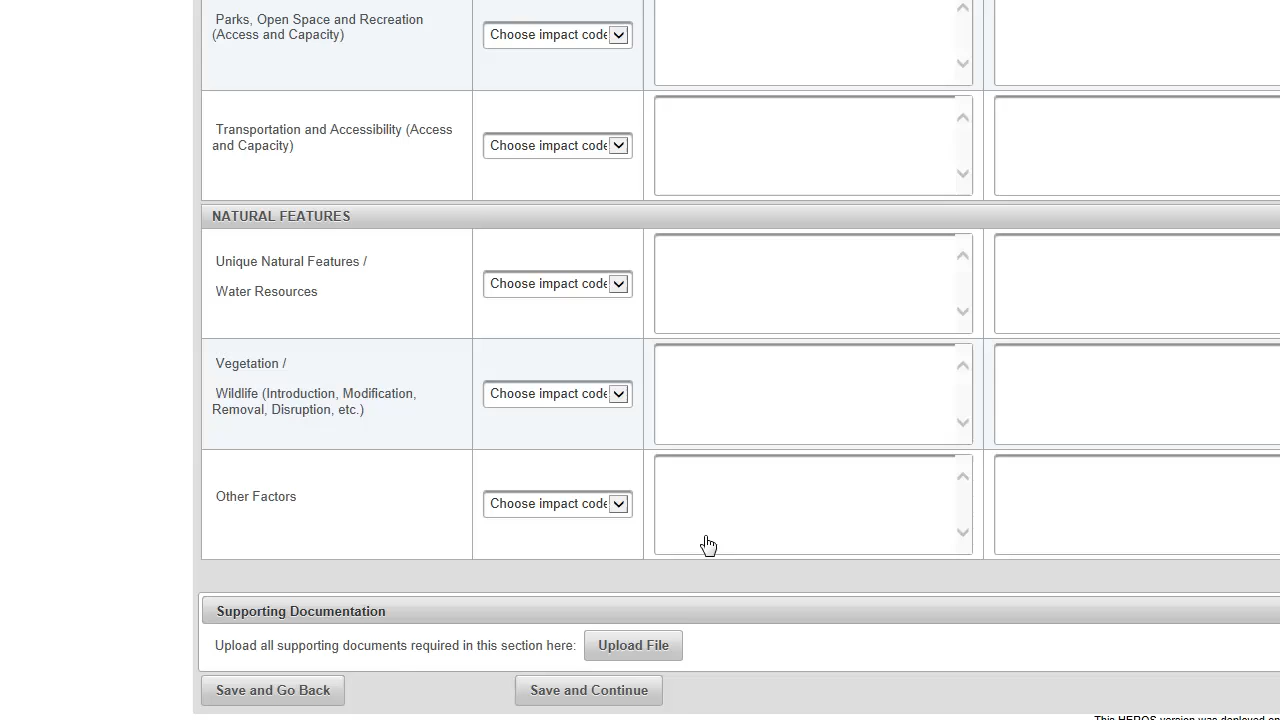 Parks, Open Space and Recreation
(Access and Capacity)
Choose impact code
Transportation and Accessibility (Access
and Capacity)
Choose impact code
NATURAL FEATURES
Unique Natural Features /
Water Resources
Choose impact code
Vegetation /
Wildlife (Introduction, Modification,
Removal, Disruption, etc.)
Choose impact code
Other Factors
Choose impact code
Supporting Documentation
Upload all supporting documents required in this section here: Upload File
Save and Go Back Save and Continue
This HEROS version was deployed on